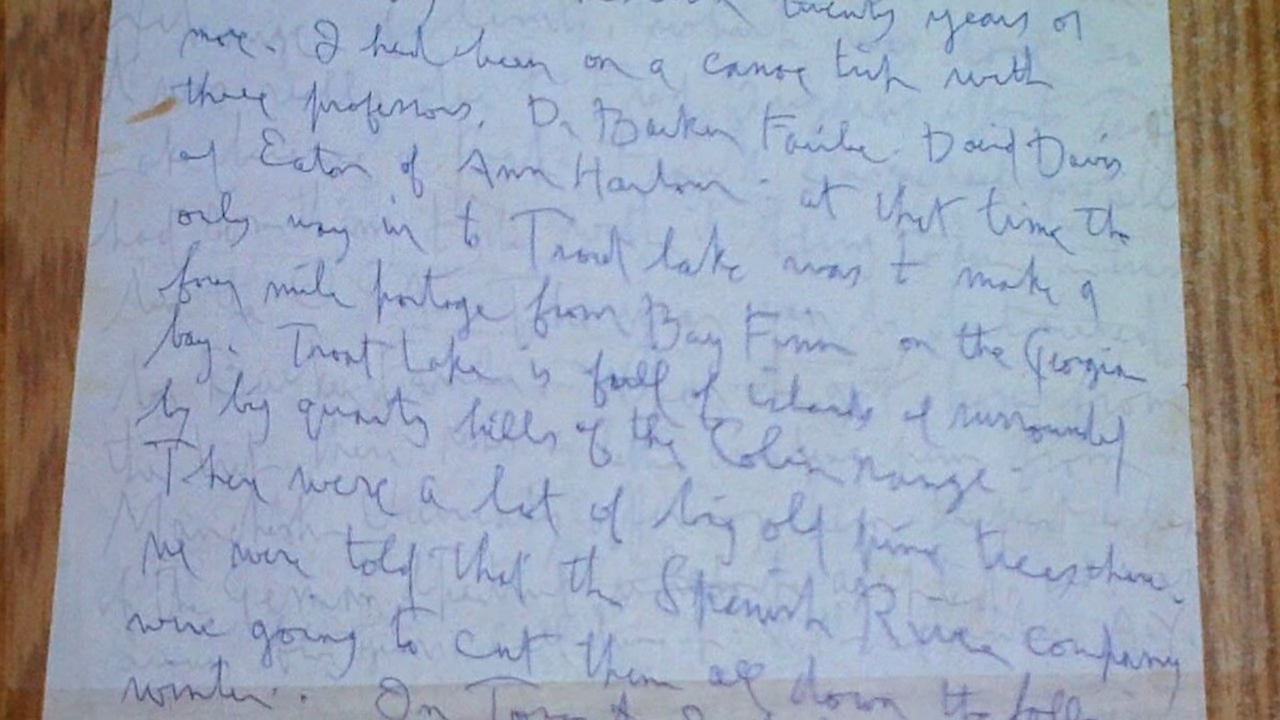 twenty years or
more. I had been on a canoe trip with
three professors, Dr Barker Fairley. David Davis
and Eaton of Ann Harbour - at that time the
only way in to Trout lake was to make a
four mile portage from Bay Finn on the Georgian
bay. Trout Lake is full of islands & surrounded
by big quartz hills of the
range -
There were a lot of big old pine trees there.
we were told that the Spanish River company
were going to cut them all down the
winter. On